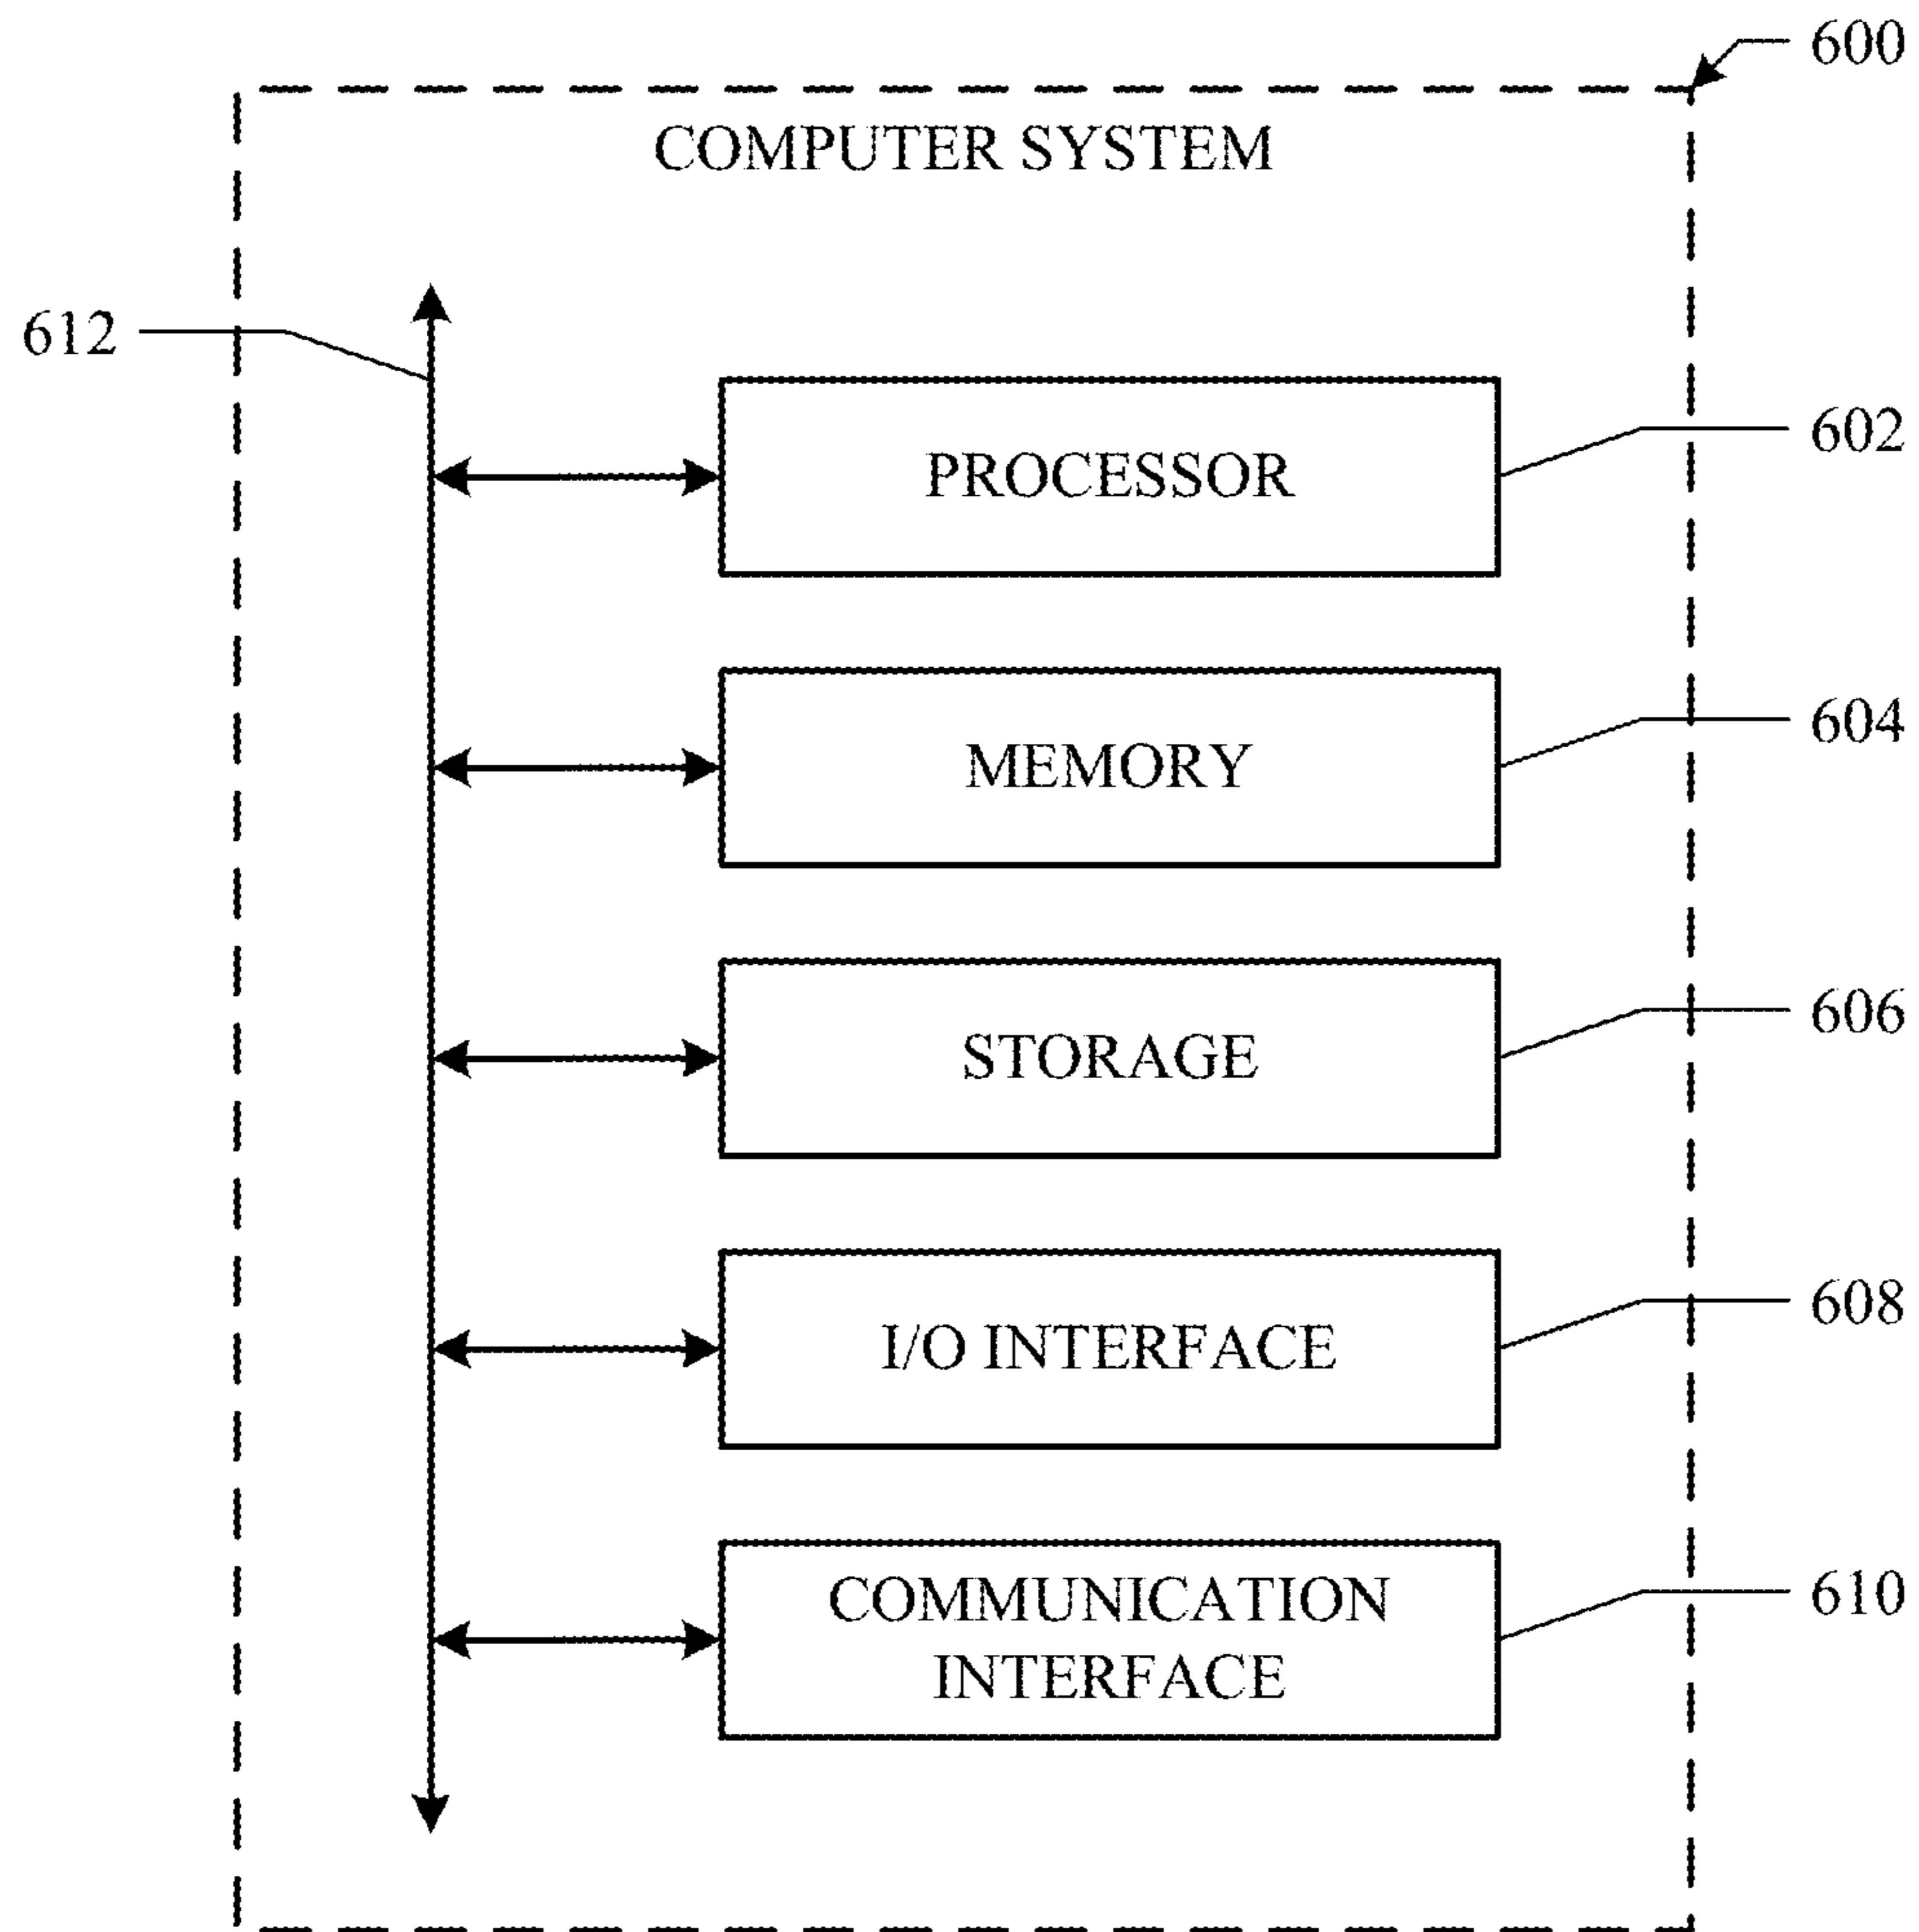 600
COMPUTER SYSTEM
612
PROCESSOR
602
MEMORY
604
STORAGE
606
I/O INTERFACE
608
COMMUNICATION
INTERFACE
610